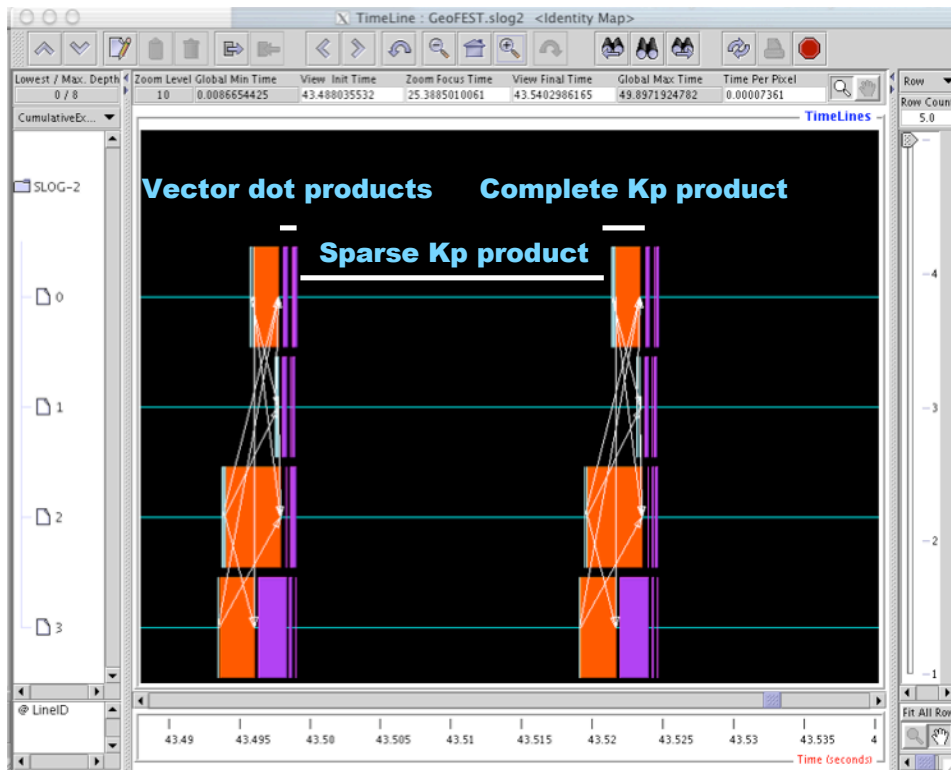 TimeLine : GeoFEST.slog2 <Identity Map>
Lowest / Max. Depth Zoom Level Global Min Time View Init Time Zoom Focus Time View Final Time Global Max Time Time Per Pixel Row
0 / 8 10 0.0086654425 43.488035532 25.3885010061 43.5402986165 49.8971924782 0.00007361 Row Coun
CumulativeEx... 5.0
TimeLines
SLOG-2
Vector dot products Complete Kp product
Sparse Kp product
0
1
2
3
4
3
2
1
@ LineID
Fit All Row
43.49 43.495 43.50 43.505 43.51 43.515 43.52 43.525 43.53 43.535 4
Time (seconds)